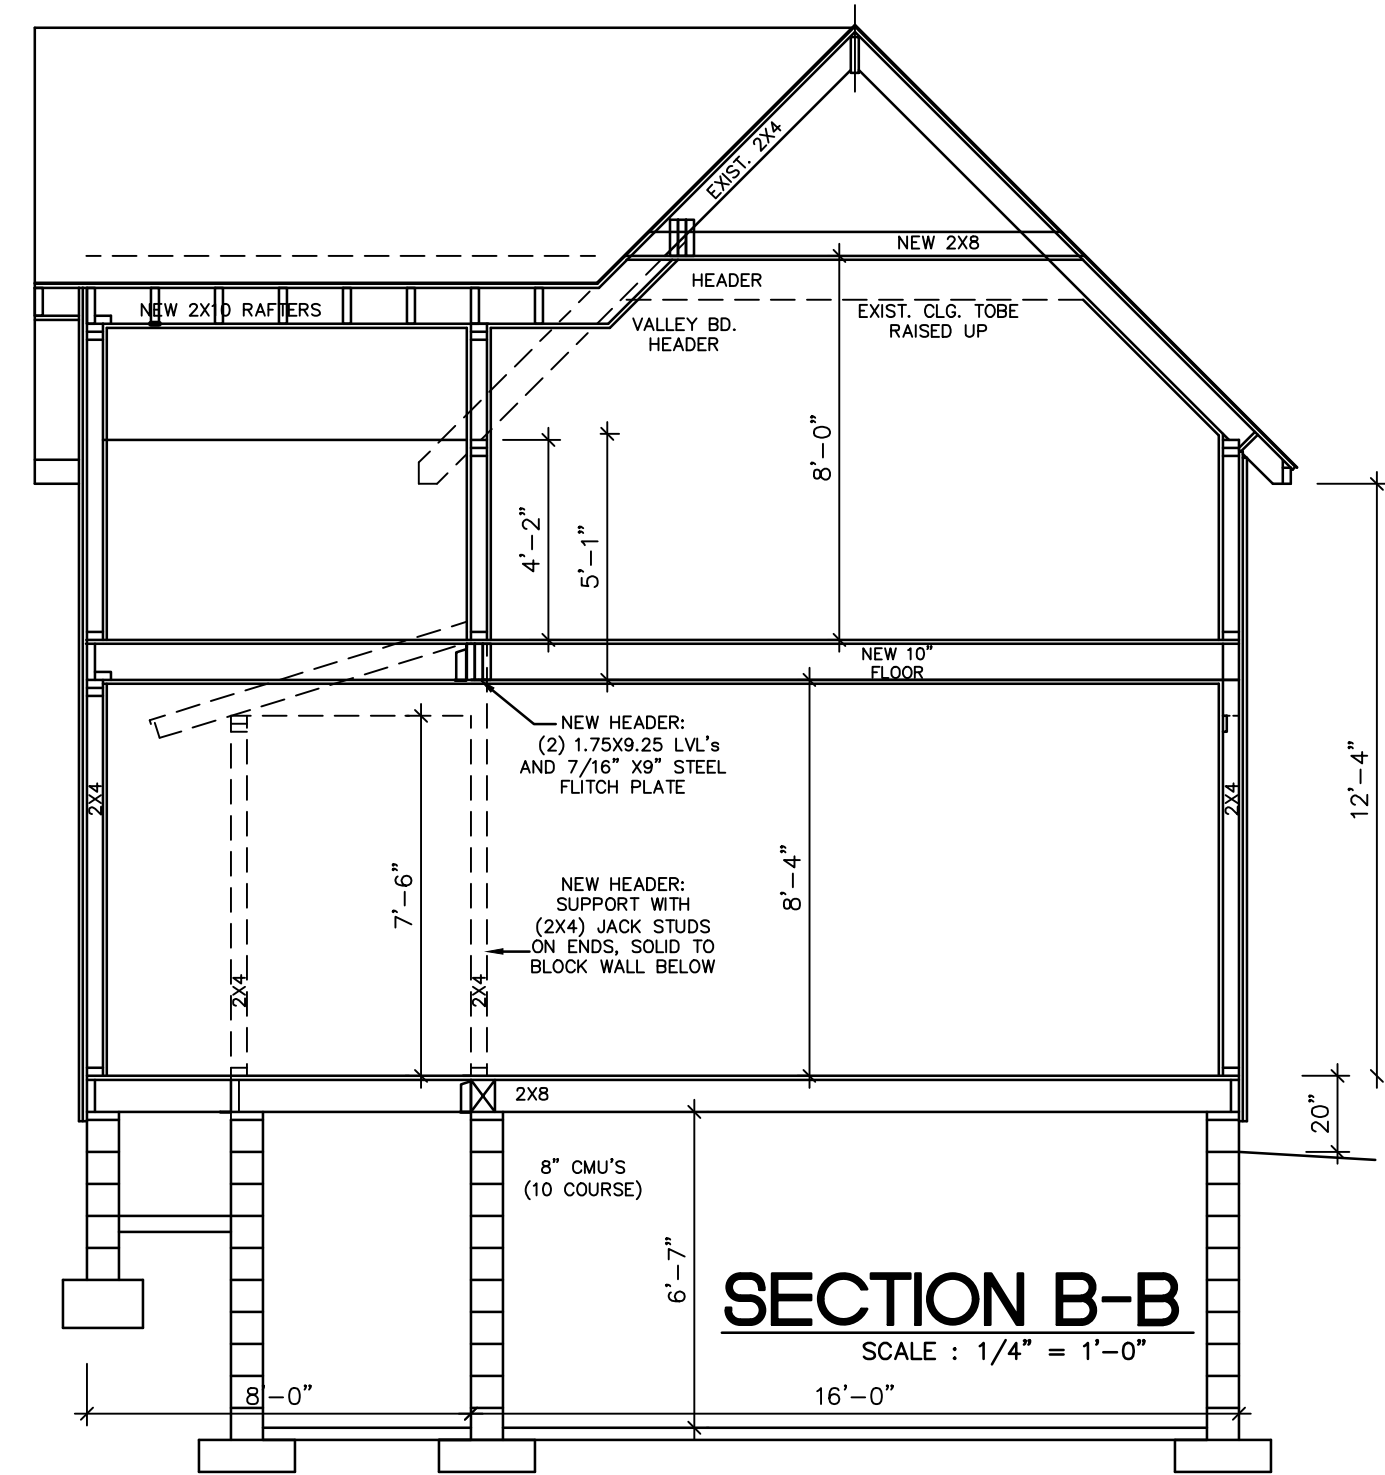 EXIST. 2X4
NEW 2X8
HEADER
NEW 2X10 RAFTERS
VALLEY BD.
HEADER
EXIST. CLG. TOBE
RAISED UP
8'-0"
4'-2"
5'-1"
NEW 10"
FLOOR
NEW HEADER:
(2) 1.75X9.25 LVL's
AND 7/16" X9" STEEL
FLITCH PLATE
2X4
2X4
12'-4"
7'-6"
8'-4"
NEW HEADER:
SUPPORT WITH
(2X4) JACK STUDS
ON ENDS, SOLID TO
BLOCK WALL BELOW
2X4
2X4
2X8
20"
8" CMU'S
(10 COURSE)
6'-7"
SECTION B-B
SCALE : 1/4" = 1'-0"
8'-0"
16'-0"